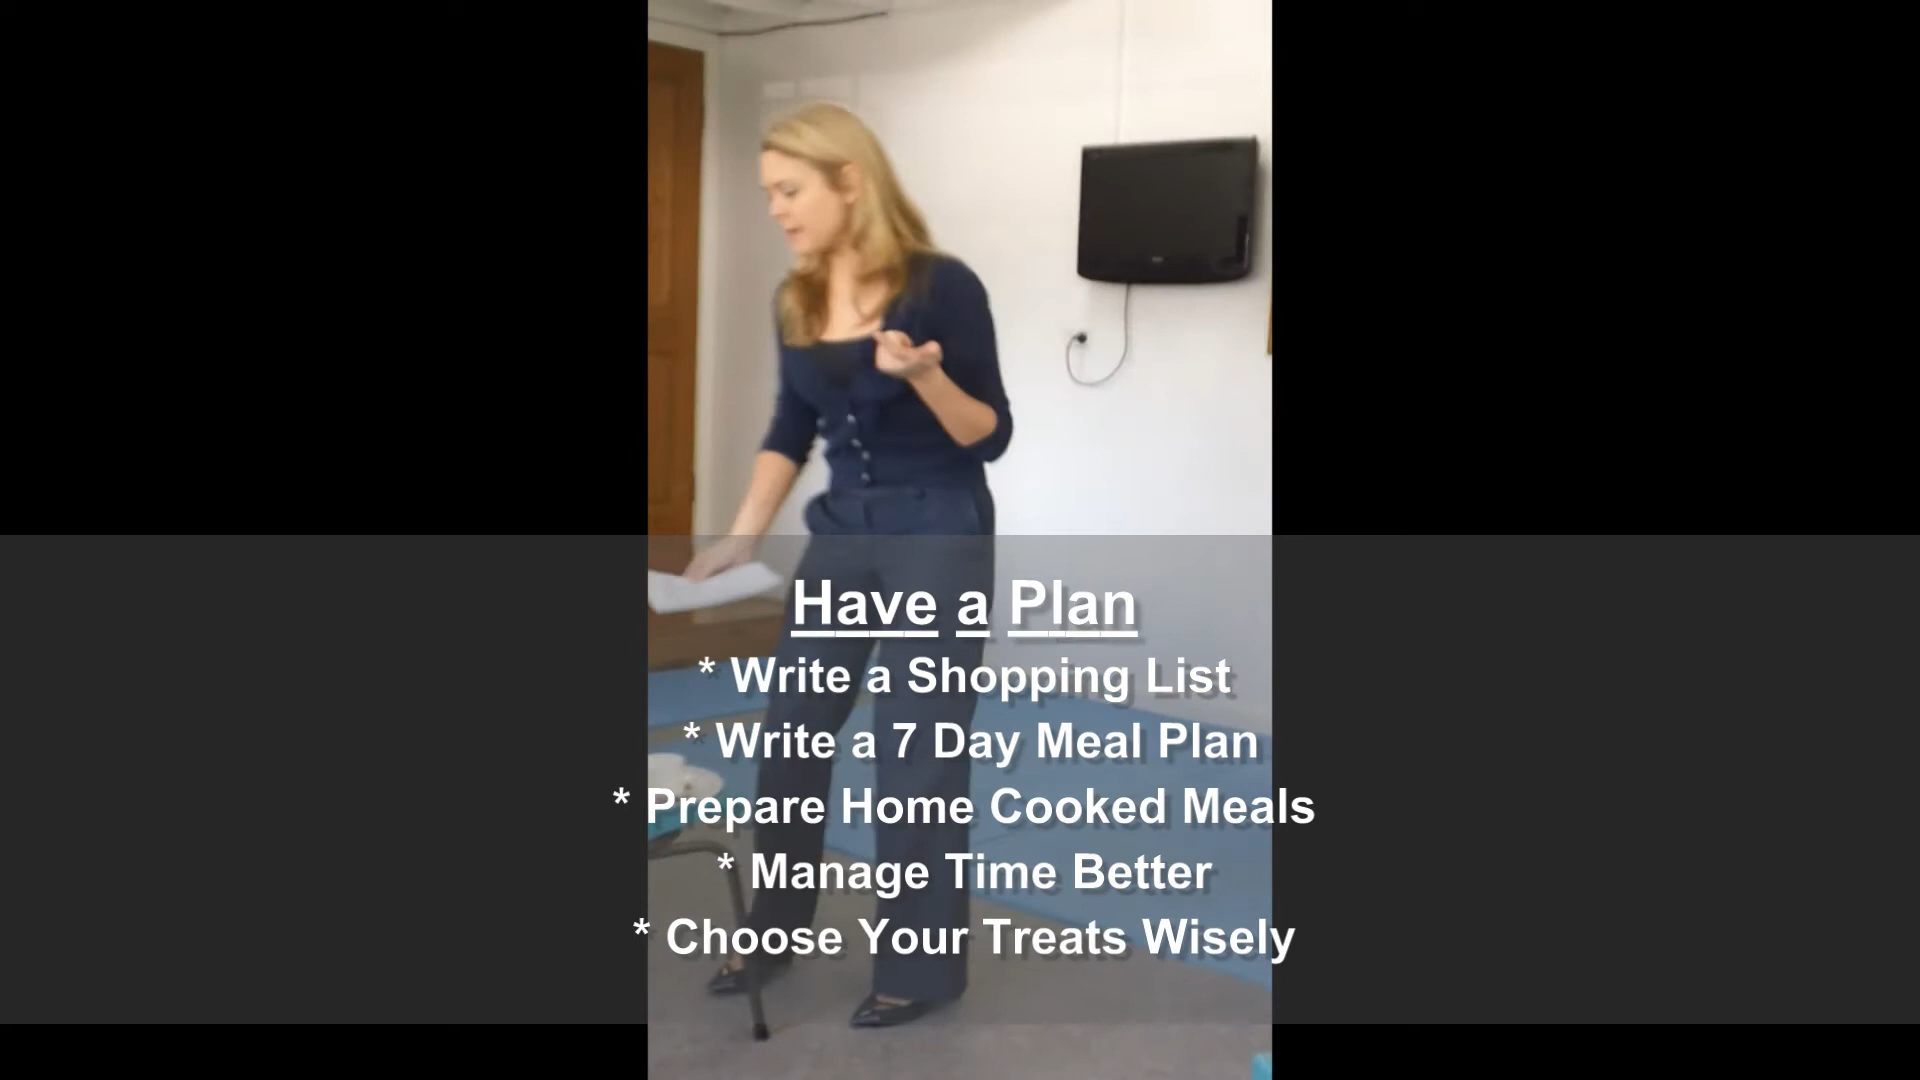 Have a Plan
* Write a Shopping List
* Write a 7 Day Meal Plan
* Prepare Home Cooked Meals
* Manage Time Better
* Choose Your Treats Wisely